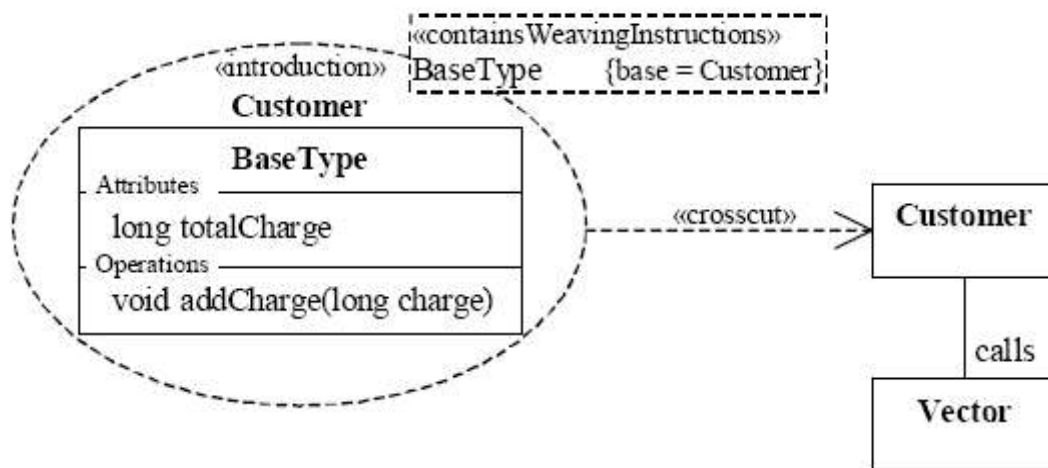 «containsWeavingInstructions»
BaseType {base = Customer}
«introduction»
Customer
BaseType
Attributes
long totalCharge
Operations
void addCharge(long charge)
«crosscut»
Customer
calls
Vector